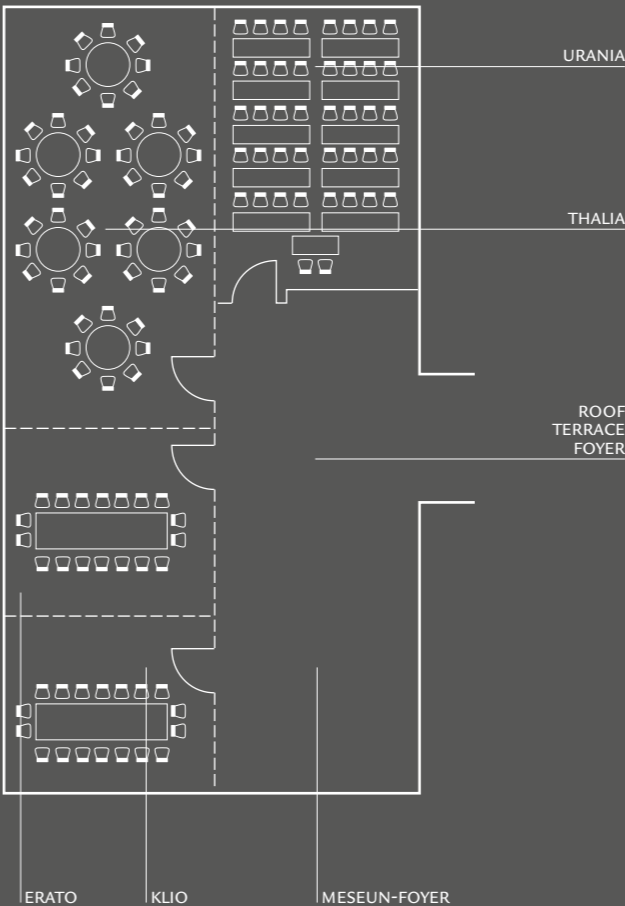 URANIA
THALIA
ROOF
TERRACE
FOYER
ERATO
KLIO
MESEUN-FOYER